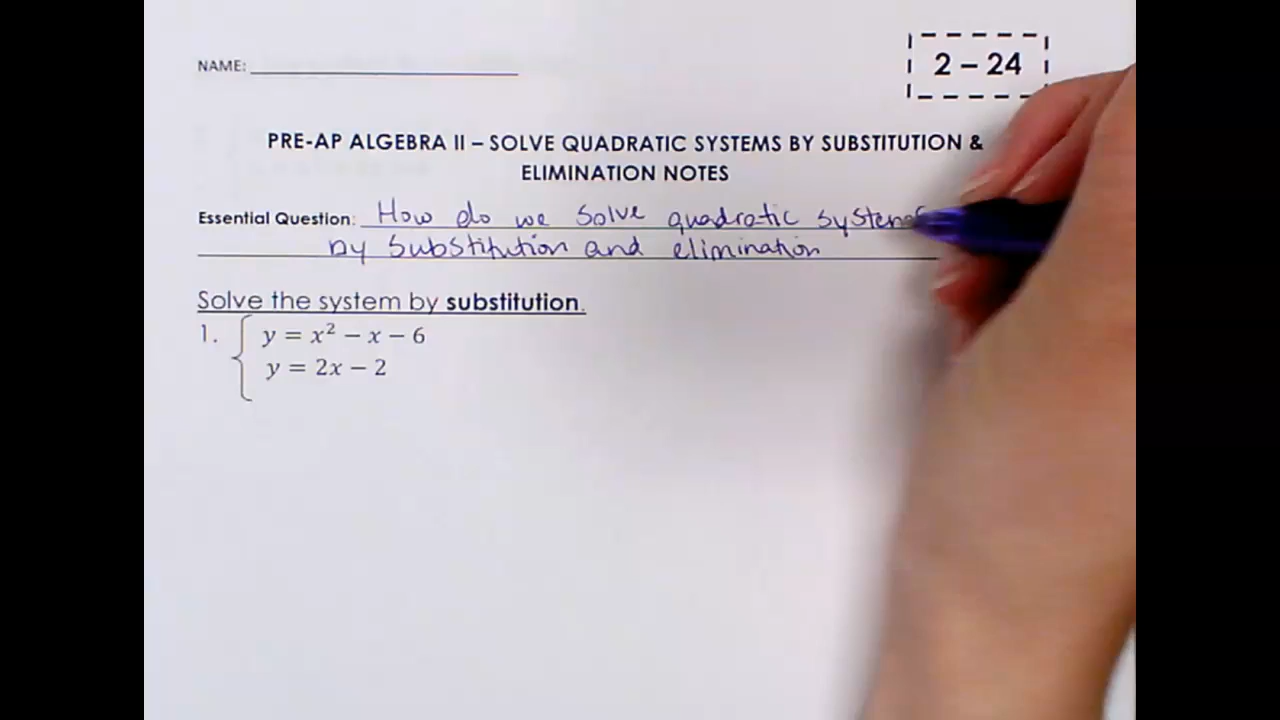 NAME:
2 – 24
PRE-AP ALGEBRA II – SOLVE QUADRATIC SYSTEMS BY SUBSTITUTION &
ELIMINATION NOTES
Essential Question: How do we solve quadratic systems
by substitution and elimination
Solve the system by substitution.
1. { y = x² − x − 6
y = 2x − 2